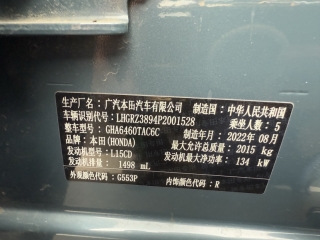 生产厂名: 广汽本田汽车有限公司 制造国: 中华人民共和国
车辆识别代号: LHGRZ3894P2001528 乘坐人数: 5
整车型号: GHA6460TAC6C 制造年月: 2022年08月
品牌: 本田(HONDA) 最大允许总质量: 2015 kg
发动机型号: L15CD 发动机最大净功率: 134 kW
发动机排量: 1498 mL
外观颜色代码: G553P 内饰颜色代码: R